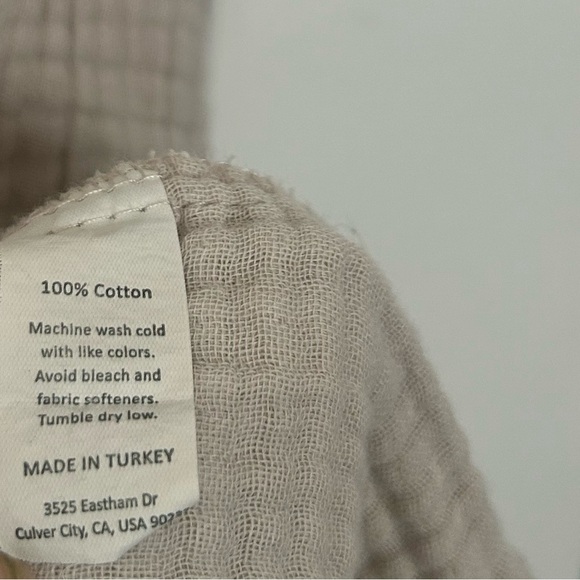 100% Cotton
Machine wash cold
with like colors.
Avoid bleach and
fabric softeners.
Tumble dry low.
MADE IN TURKEY
3525 Eastham Dr
Culver City, CA, USA